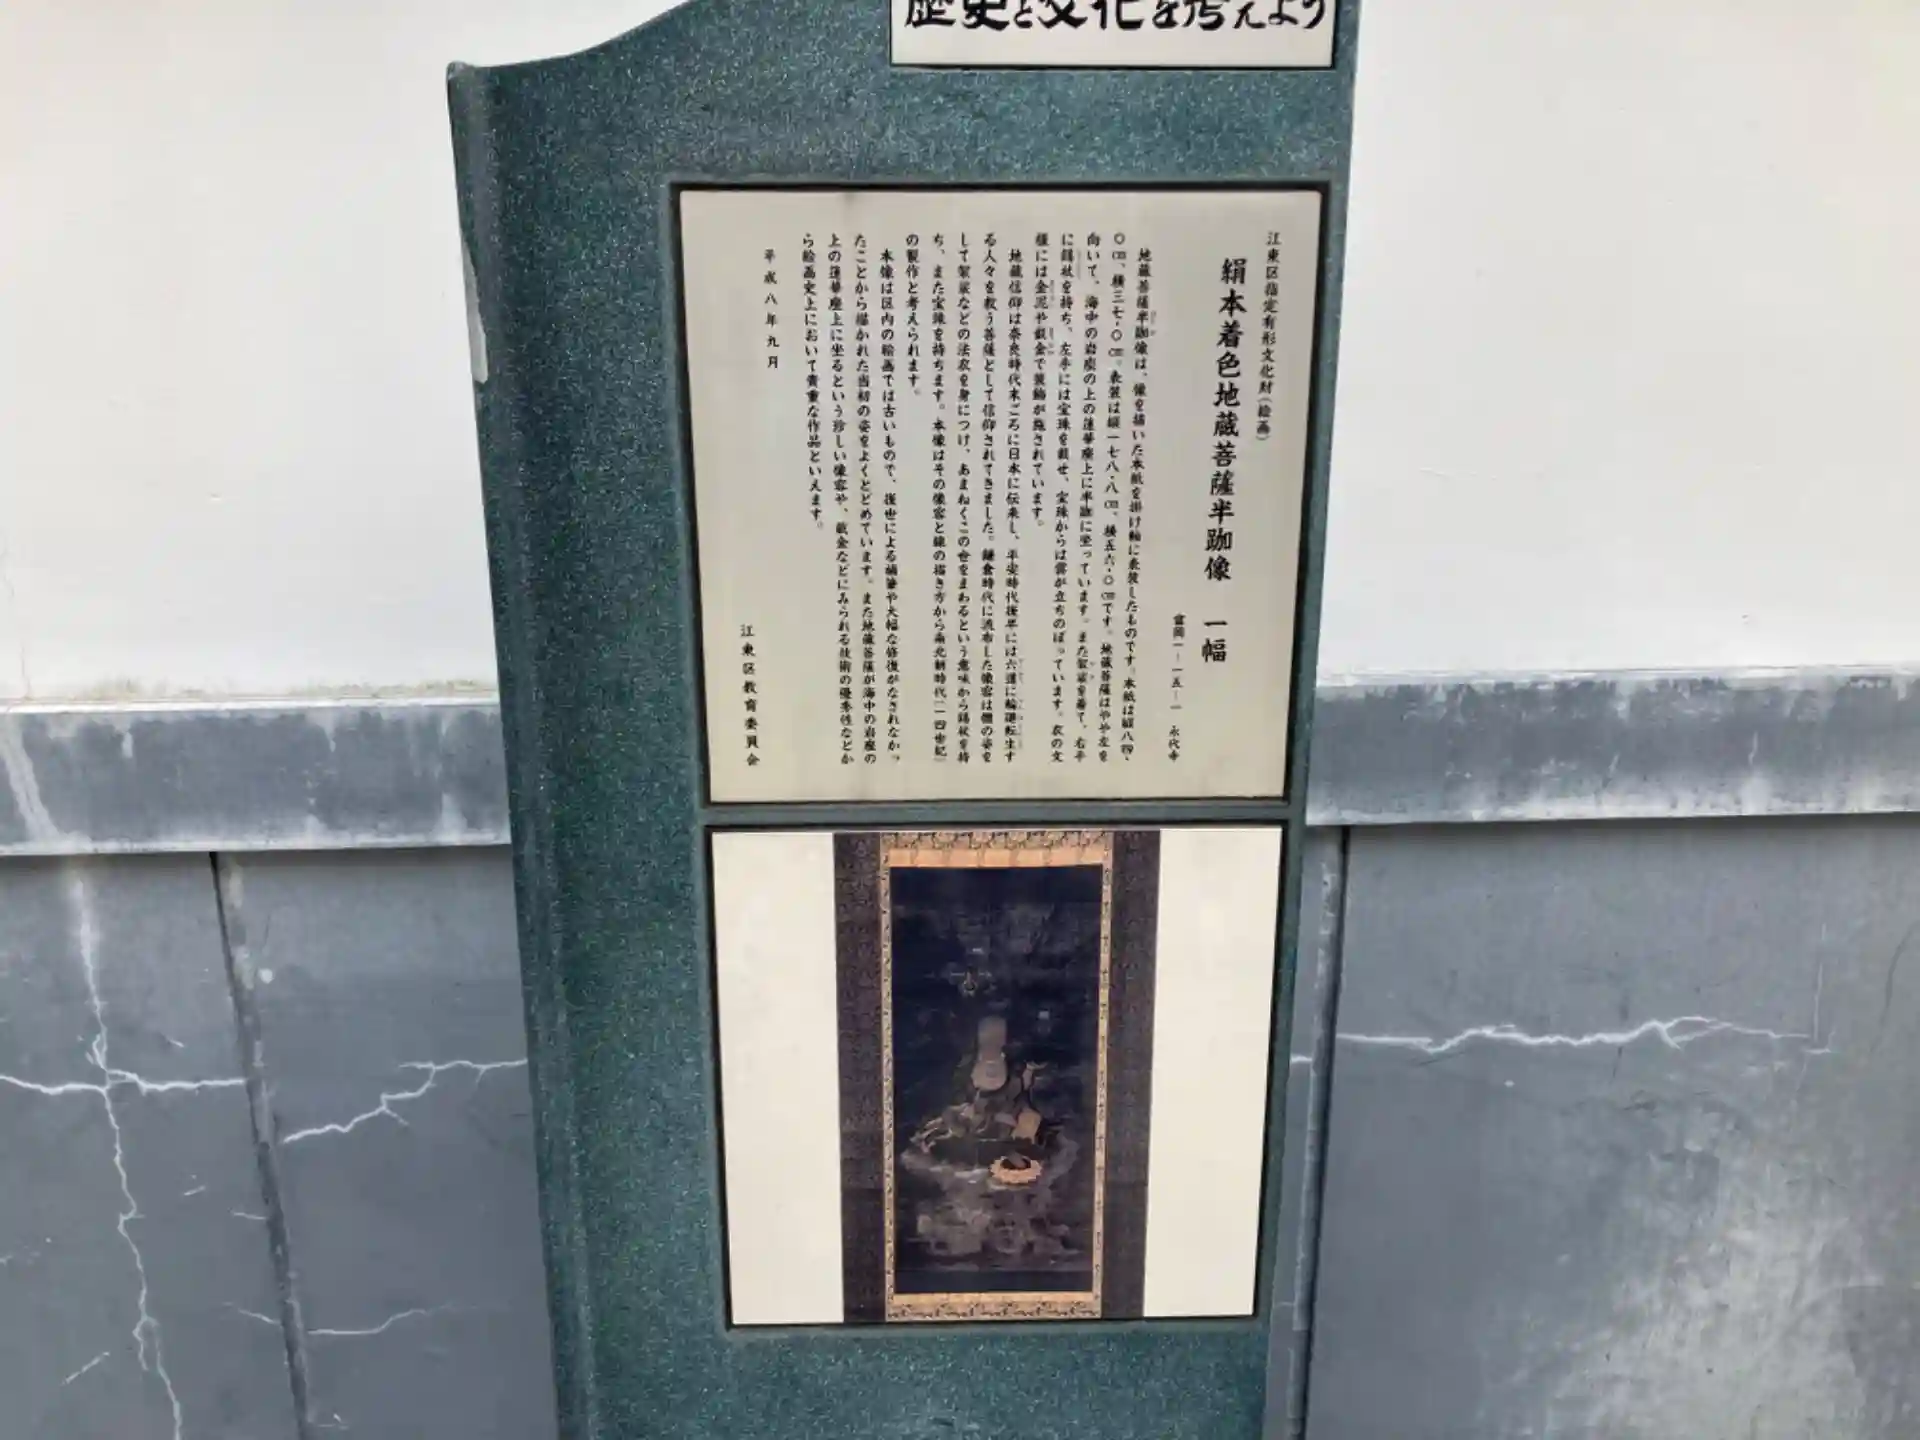 歴史と文化を考えよう
江東区指定有形文化財(絵画)
絹本着色地蔵菩薩半跏像 一幅
富岡一-一五-一 永代寺
地蔵菩薩半跏像は、像を描いた本紙を掛け軸に表装したものです。本紙は縦八四・
〇㎝、横三七・〇㎝。表装は縦一七八・八㎝、横五六・〇㎝です。地蔵菩薩はやや左を
向いて、海中の岩座の上の蓮華座上に半跏に坐っています。また袈裟を着て、右手
に錫杖を持ち、左手には宝珠を載せ、宝珠からは雲が立ちのぼっています。衣の文
様には金泥や截金で装飾が施されています。
地蔵信仰は奈良時代末ごろに日本に伝来し、平安時代後半には六道に輪廻転生す
る人々を救う菩薩として信仰されてきました。鎌倉時代に流布した像容は僧の姿を
して袈裟などの法衣を身につけ、あまねくこの世をまわるという意味から錫杖を持
ち、また宝珠を持ちます。本像はその像容と線の描き方から南北朝時代(一四世紀)
の製作と考えられます。
本像は区内の絵画では古いもので、後世による補筆や大幅な修復がなされなかっ
たことから描かれた当初の姿をよくとどめています。また地蔵菩薩が海中の岩座の
上の蓮華座上に坐るという珍しい像容や、截金などにみられる技術の優秀性などか
ら絵画史上において貴重な作品といえます。
平成八年九月
江東区教育委員会